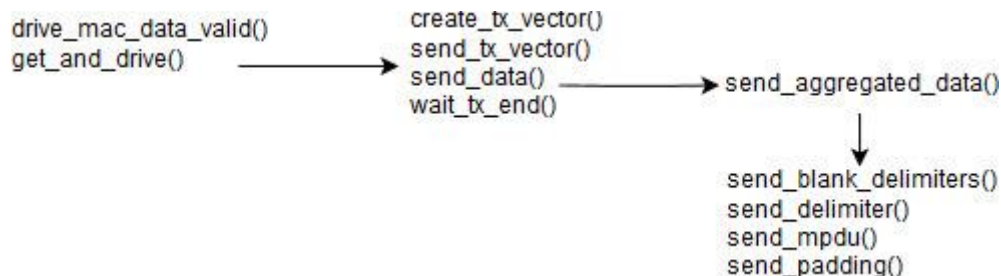 drive_mac_data_valid()
get_and_drive()
create_tx_vector()
send_tx_vector()
send_data()
wait_tx_end()
send_aggregated_data()
send_blank_delimiters()
send_delimiter()
send_mpdu()
send_padding()